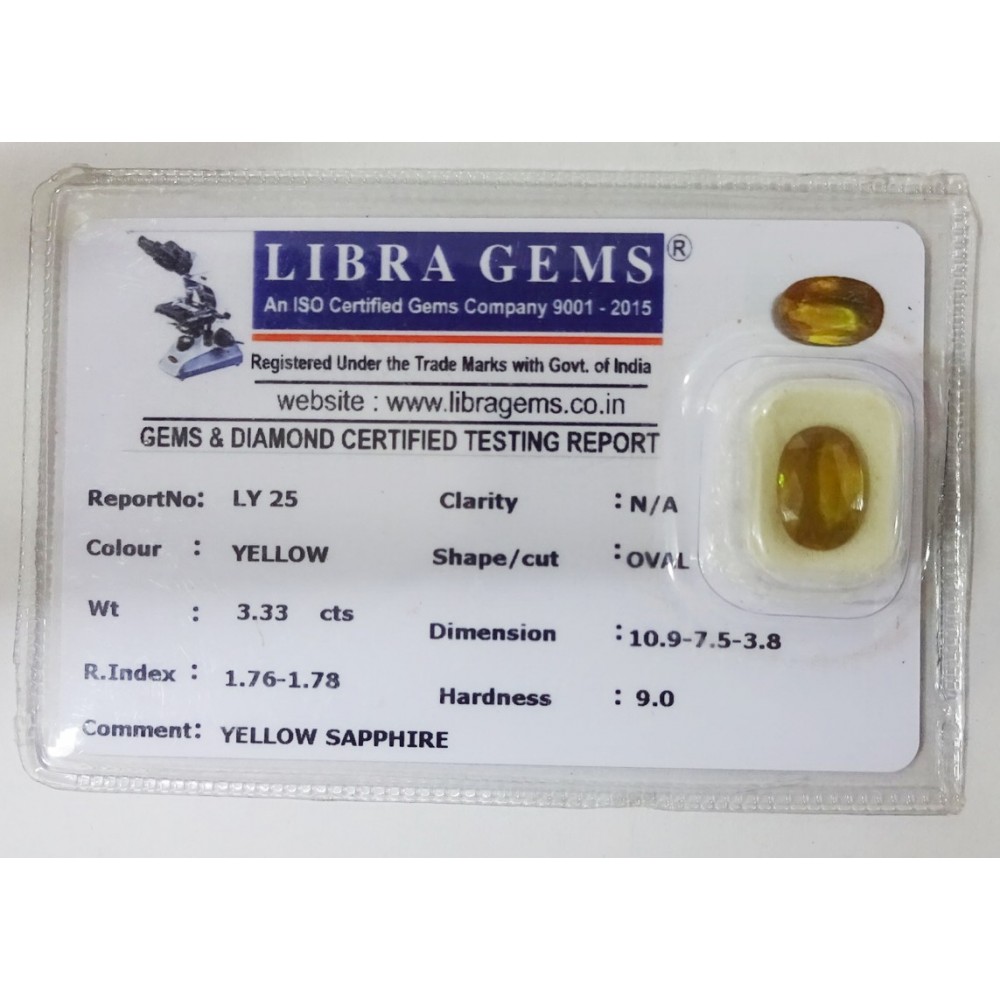 LIBRA GEMS ®
An ISO Certified Gems Company 9001 - 2015
Registered Under the Trade Marks with Govt. of India
website : www.libragems.co.in
GEMS & DIAMOND CERTIFIED TESTING REPORT
ReportNo: LY 25 Clarity : N/A
Colour : YELLOW Shape/cut : OVAL
Wt : 3.33 cts Dimension : 10.9-7.5-3.8
R.Index : 1.76-1.78 Hardness : 9.0
Comment: YELLOW SAPPHIRE